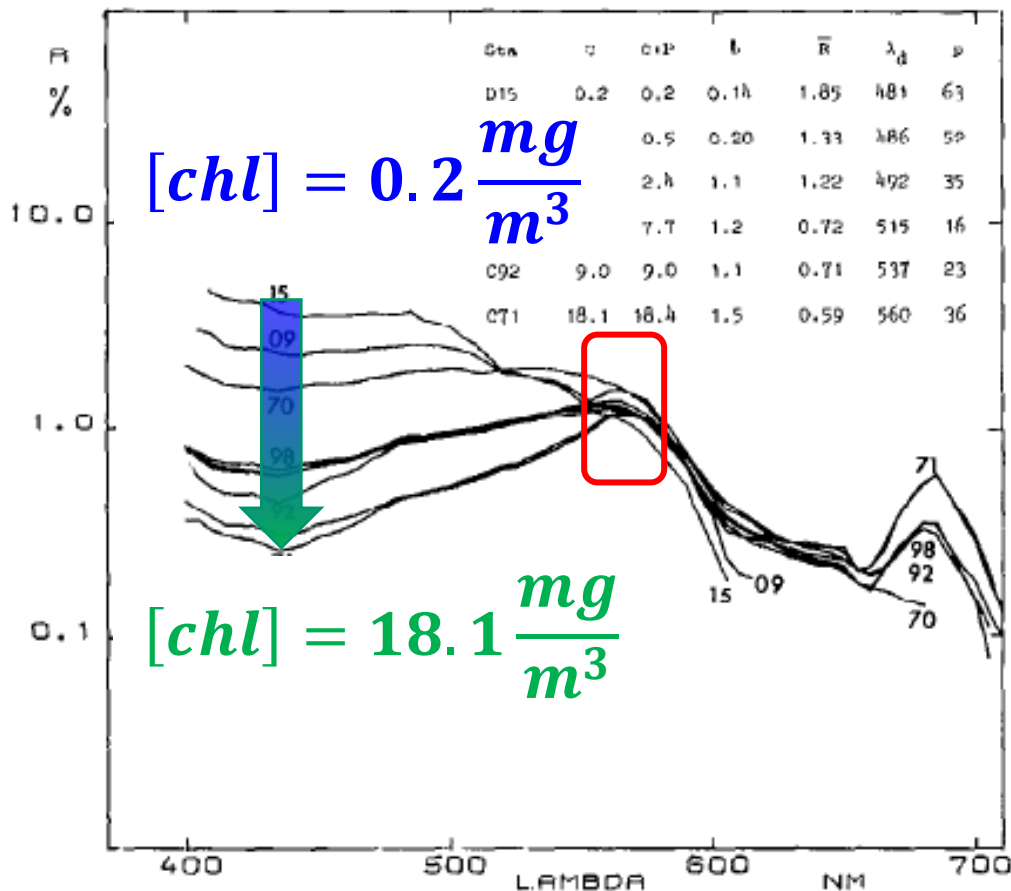 R
%
Stn C C+P b R̄ λd p
D15 0.2 0.2 0.14 1.85 481 63
0.5 0.20 1.33 486 52
2.4 1.1 1.22 492 35
7.7 1.2 0.72 515 16
C92 9.0 9.0 1.1 0.71 537 23
C71 18.1 18.4 1.5 0.59 560 36
[chl] = 0.2 mg/m³
10.0
15
09
70
1.0
98
92
71
98
92
70
15
09
[chl] = 18.1 mg/m³
0.1
400 500 600 700
LAMBDA NM